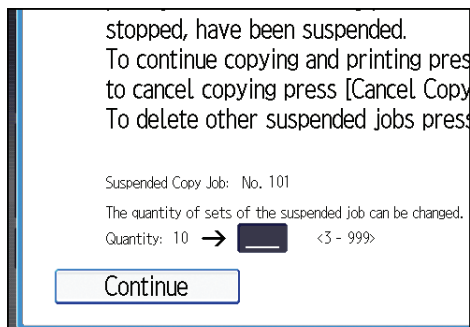 stopped, have been suspended.
To continue copying and printing
to cancel copying press [Cancel Copy
To delete other suspended jobs
Suspended Copy Job: No. 101
The quantity of sets of the suspended job can be changed.
Quantity: 10 → <3 - 999>
Continue